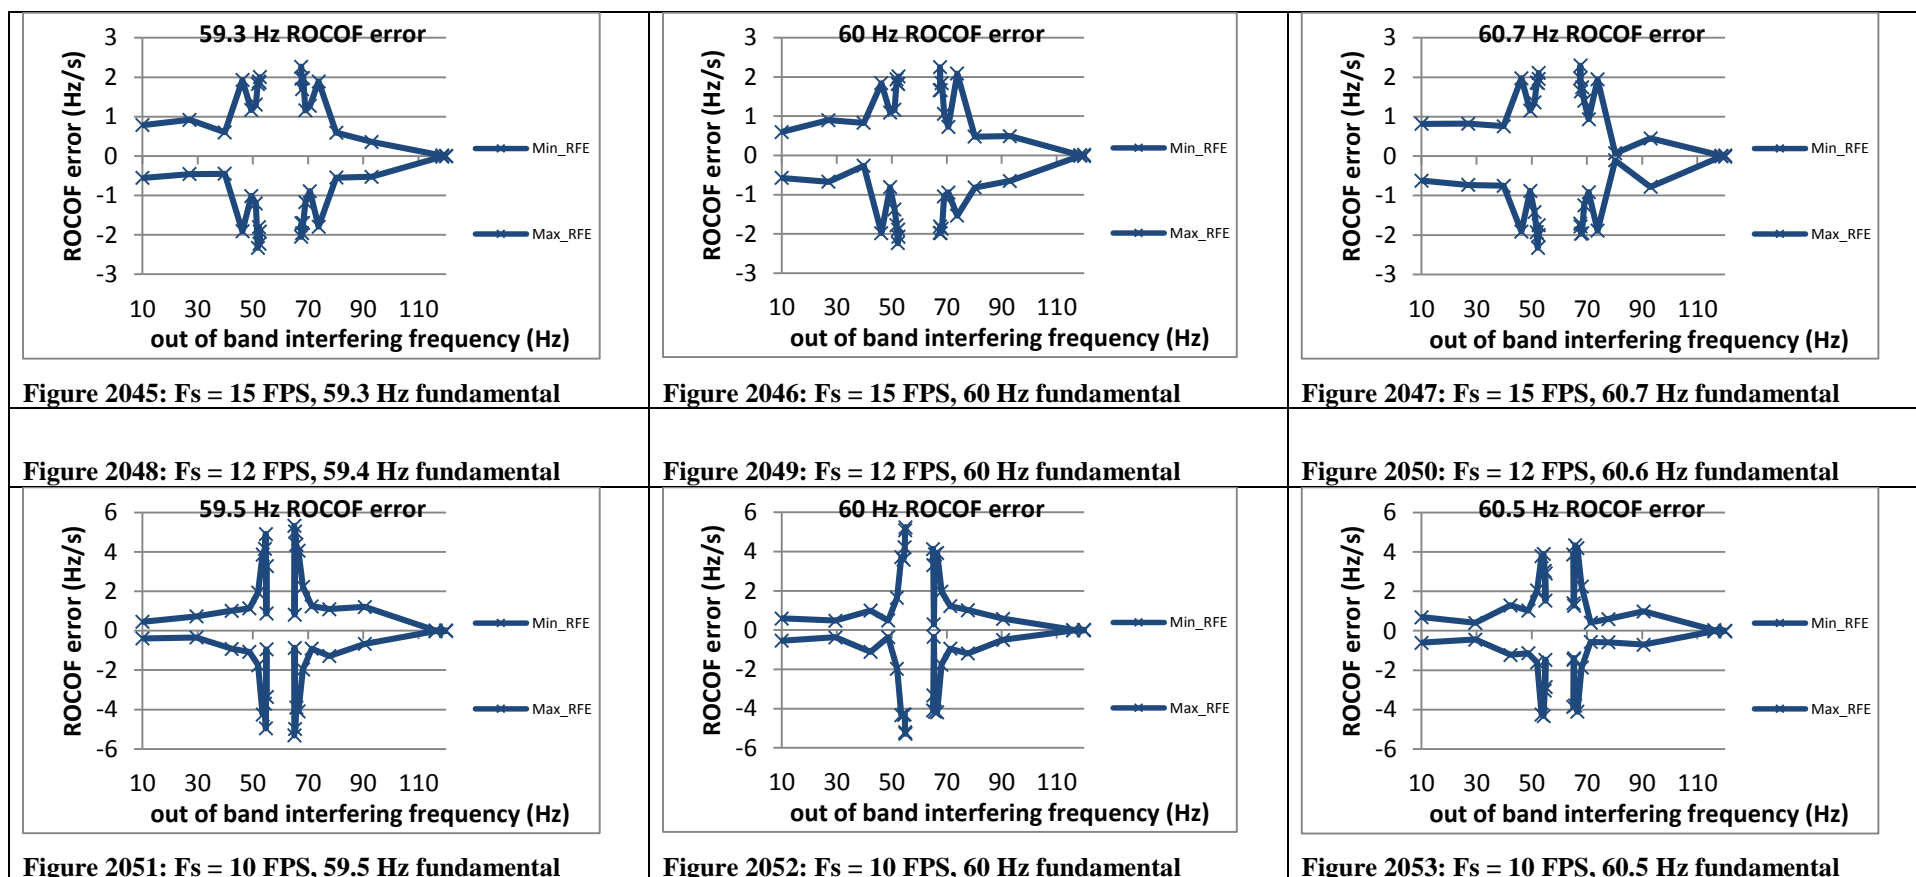 59.3 Hz ROCOF error
ROCOF error (Hz/s)
3
2
1
0
-1
-2
-3
10 30 50 70 90 110
out of band interfering frequency (Hz)
Min_RFE
Max_RFE
Figure 2045: Fs = 15 FPS, 59.3 Hz fundamental
60 Hz ROCOF error
ROCOF error (Hz/s)
3
2
1
0
-1
-2
-3
10 30 50 70 90 110
out of band interfering frequency (Hz)
Min_RFE
Max_RFE
Figure 2046: Fs = 15 FPS, 60 Hz fundamental
60.7 Hz ROCOF error
ROCOF error (Hz/s)
3
2
1
0
-1
-2
-3
10 30 50 70 90 110
out of band interfering frequency (Hz)
Min_RFE
Max_RFE
Figure 2047: Fs = 15 FPS, 60.7 Hz fundamental
Figure 2048: Fs = 12 FPS, 59.4 Hz fundamental
Figure 2049: Fs = 12 FPS, 60 Hz fundamental
Figure 2050: Fs = 12 FPS, 60.6 Hz fundamental
59.5 Hz ROCOF error
ROCOF error (Hz/s)
6
4
2
0
-2
-4
-6
10 30 50 70 90 110
out of band interfering frequency (Hz)
Min_RFE
Max_RFE
Figure 2051: Fs = 10 FPS, 59.5 Hz fundamental
60 Hz ROCOF error
ROCOF error (Hz/s)
6
4
2
0
-2
-4
-6
10 30 50 70 90 110
out of band interfering frequency (Hz)
Min_RFE
Max_RFE
Figure 2052: Fs = 10 FPS, 60 Hz fundamental
60.5 Hz ROCOF error
ROCOF error (Hz/s)
6
4
2
0
-2
-4
-6
10 30 50 70 90 110
out of band interfering frequency (Hz)
Min_RFE
Max_RFE
Figure 2053: Fs = 10 FPS, 60.5 Hz fundamental